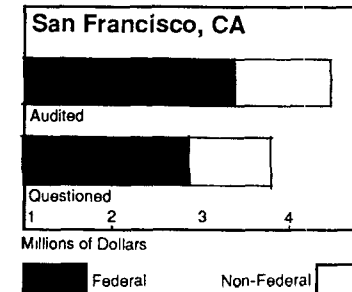 San Francisco, CA
Audited
Questioned
1 2 3 4
Millions of Dollars
Federal Non-Federal